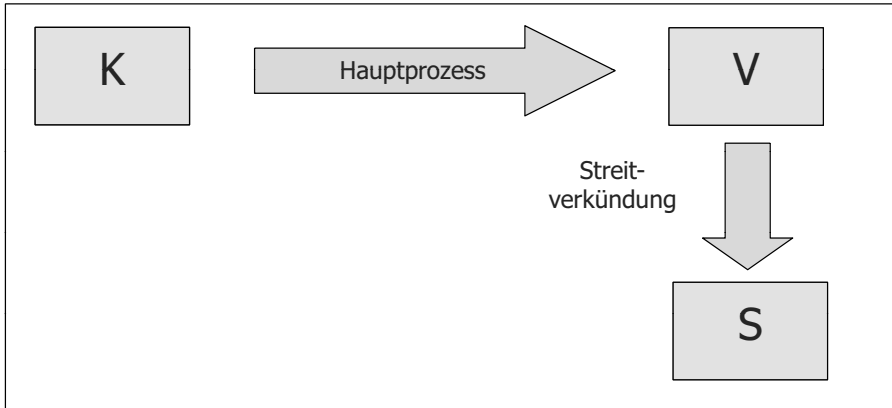 K
Hauptprozess
V
Streit-
verkündung
S